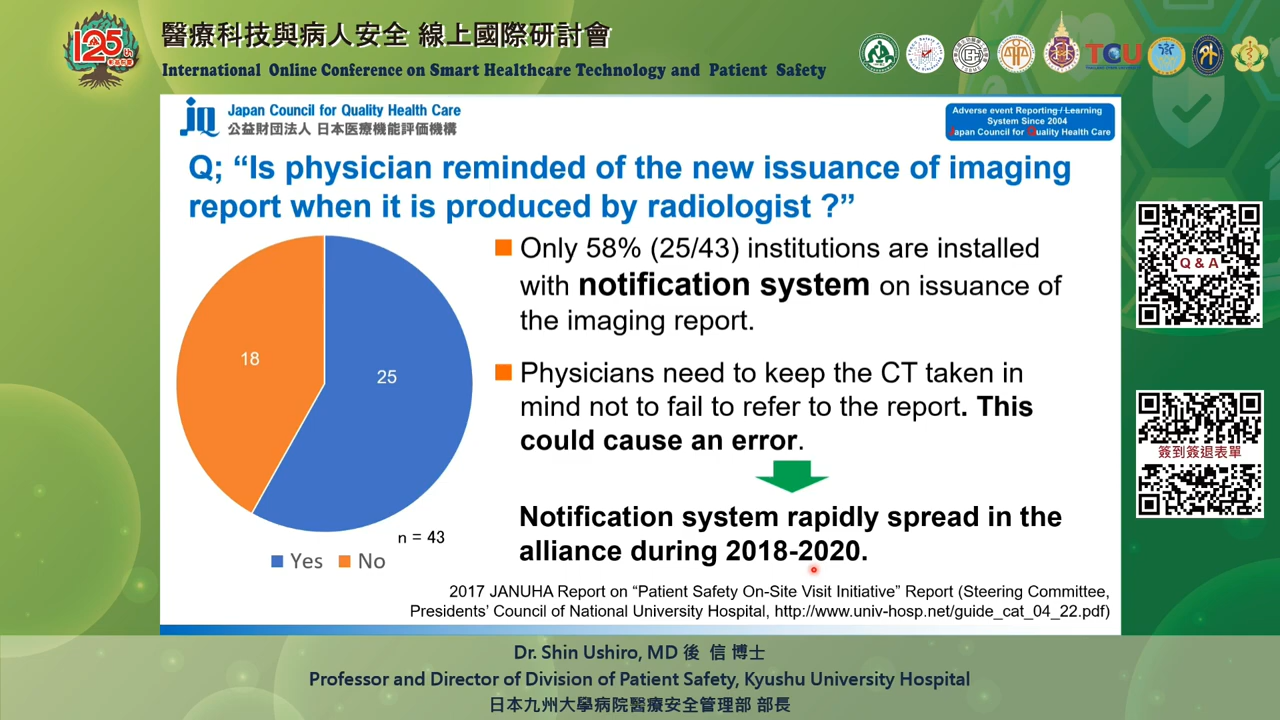 125
醫療科技與病人安全 線上國際研討會
International Online Conference on Smart Healthcare Technology and Patient Safety
TCU
jq
Japan Council for Quality Health Care
公益財団法人 日本医療機能評価機構
Adverse event Reporting / Learning
System Since 2004
Japan Council for Quality Health Care
Q; “Is physician reminded of the new issuance of imaging
report when it is produced by radiologist ?”
18
25
n = 43
Yes No
Only 58% (25/43) institutions are installed
with notification system on issuance of
the imaging report.
Physicians need to keep the CT taken in
mind not to fail to refer to the report. This
could cause an error.
Notification system rapidly spread in the
alliance during 2018-2020.
2017 JANUHA Report on “Patient Safety On-Site Visit Initiative” Report (Steering Committee,
Presidents’ Council of National University Hospital, http://www.univ-hosp.net/guide_cat_04_22.pdf)
Q & A
簽到簽退表單
Dr. Shin Ushiro, MD 後 信 博士
Professor and Director of Division of Patient Safety, Kyushu University Hospital
日本九州大學病院醫療安全管理部 部長